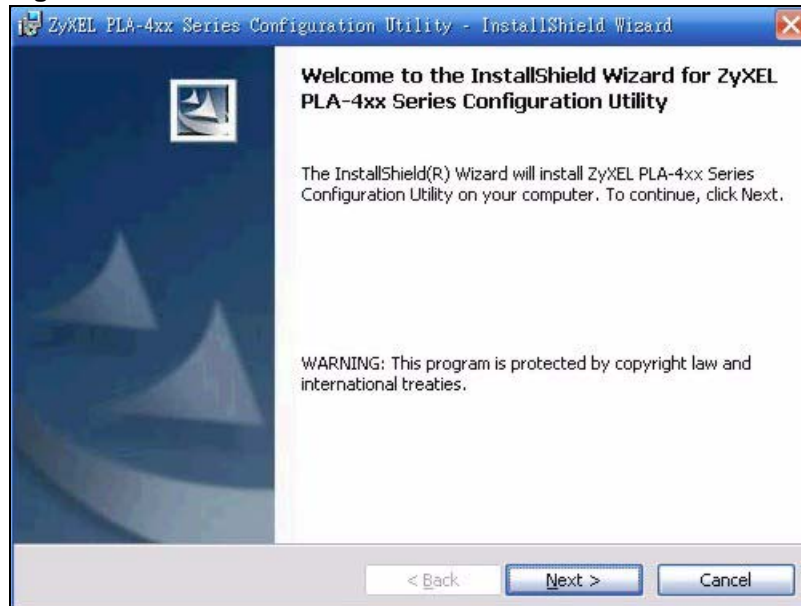 ZyXEL PLA-4xx Series Configuration Utility - InstallShield Wizard
Welcome to the InstallShield Wizard for ZyXEL
PLA-4xx Series Configuration Utility
The InstallShield(R) Wizard will install ZyXEL PLA-4xx Series
Configuration Utility on your computer. To continue, click Next.
WARNING: This program is protected by copyright law and
international treaties.
< Back
Next >
Cancel